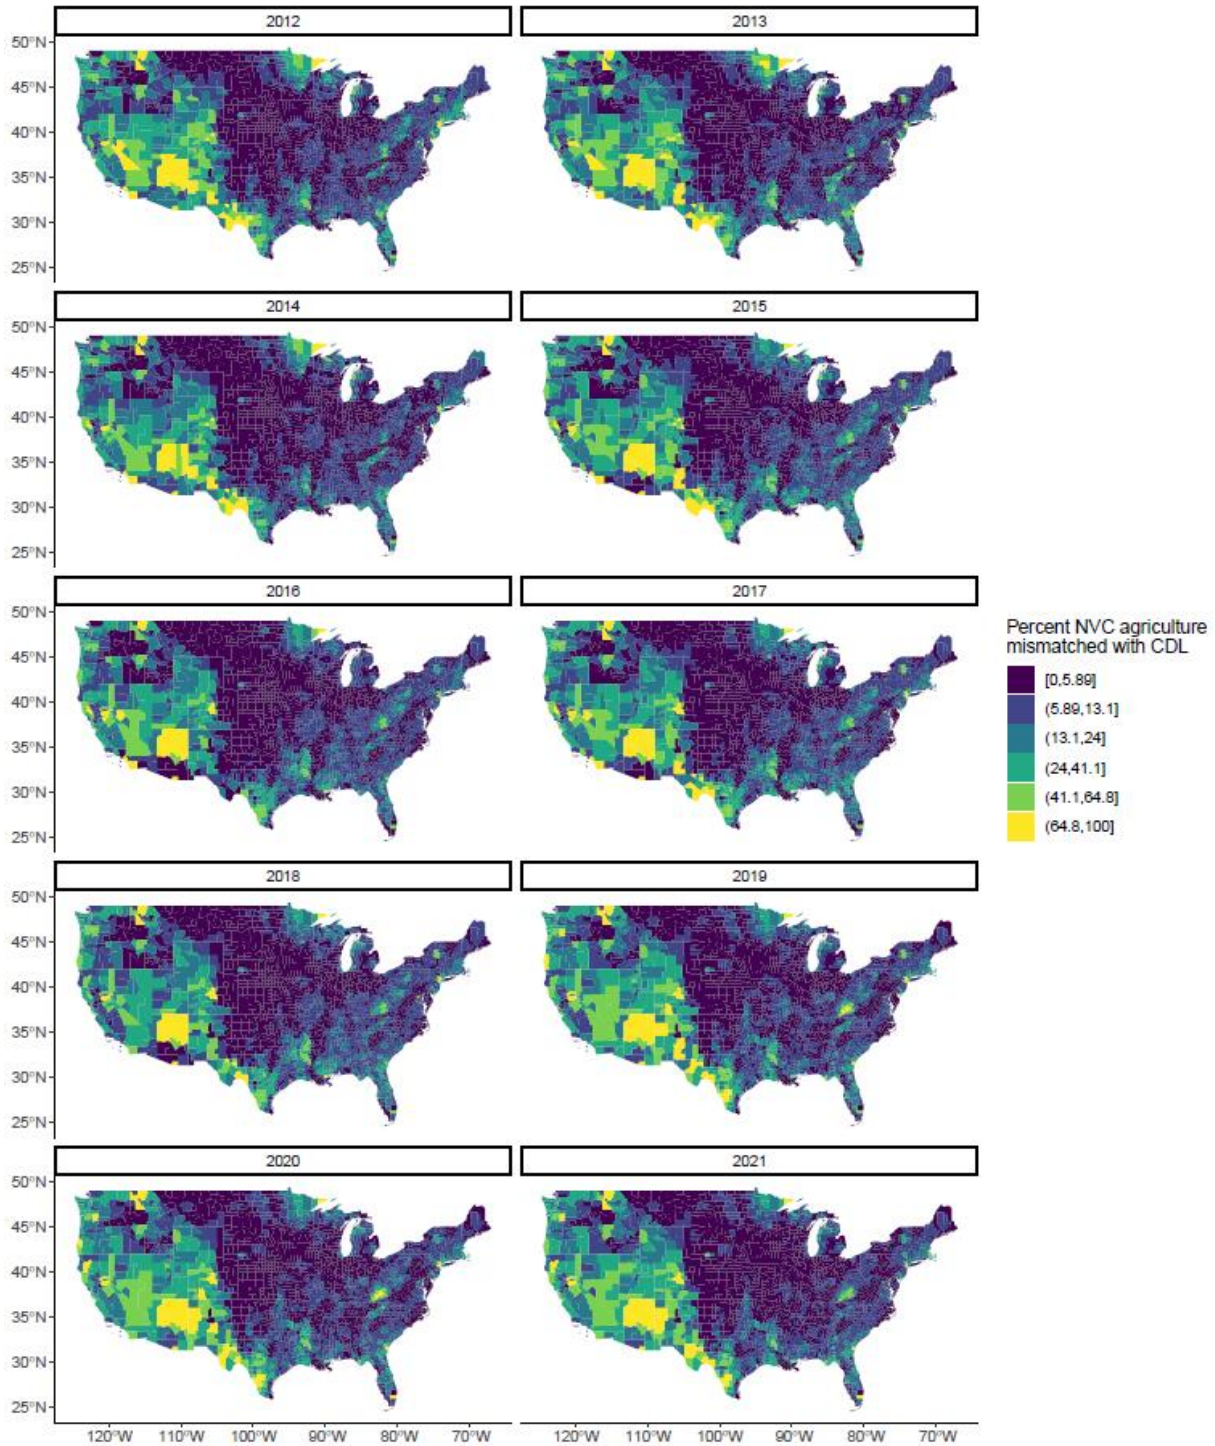 2012
2013
50°N
45°N
40°N
35°N
30°N
25°N
2014
2015
50°N
45°N
40°N
35°N
30°N
25°N
2016
2017
50°N
45°N
40°N
35°N
30°N
25°N
Percent NVC agriculture
mismatched with CDL
[0,5.89]
(5.89,13.1]
(13.1,24]
(24,41.1]
(41.1,64.8]
(64.8,100]
2018
2019
50°N
45°N
40°N
35°N
30°N
25°N
2020
2021
50°N
45°N
40°N
35°N
30°N
25°N
120°W 110°W 100°W 90°W 80°W 70°W
120°W 110°W 100°W 90°W 80°W 70°W